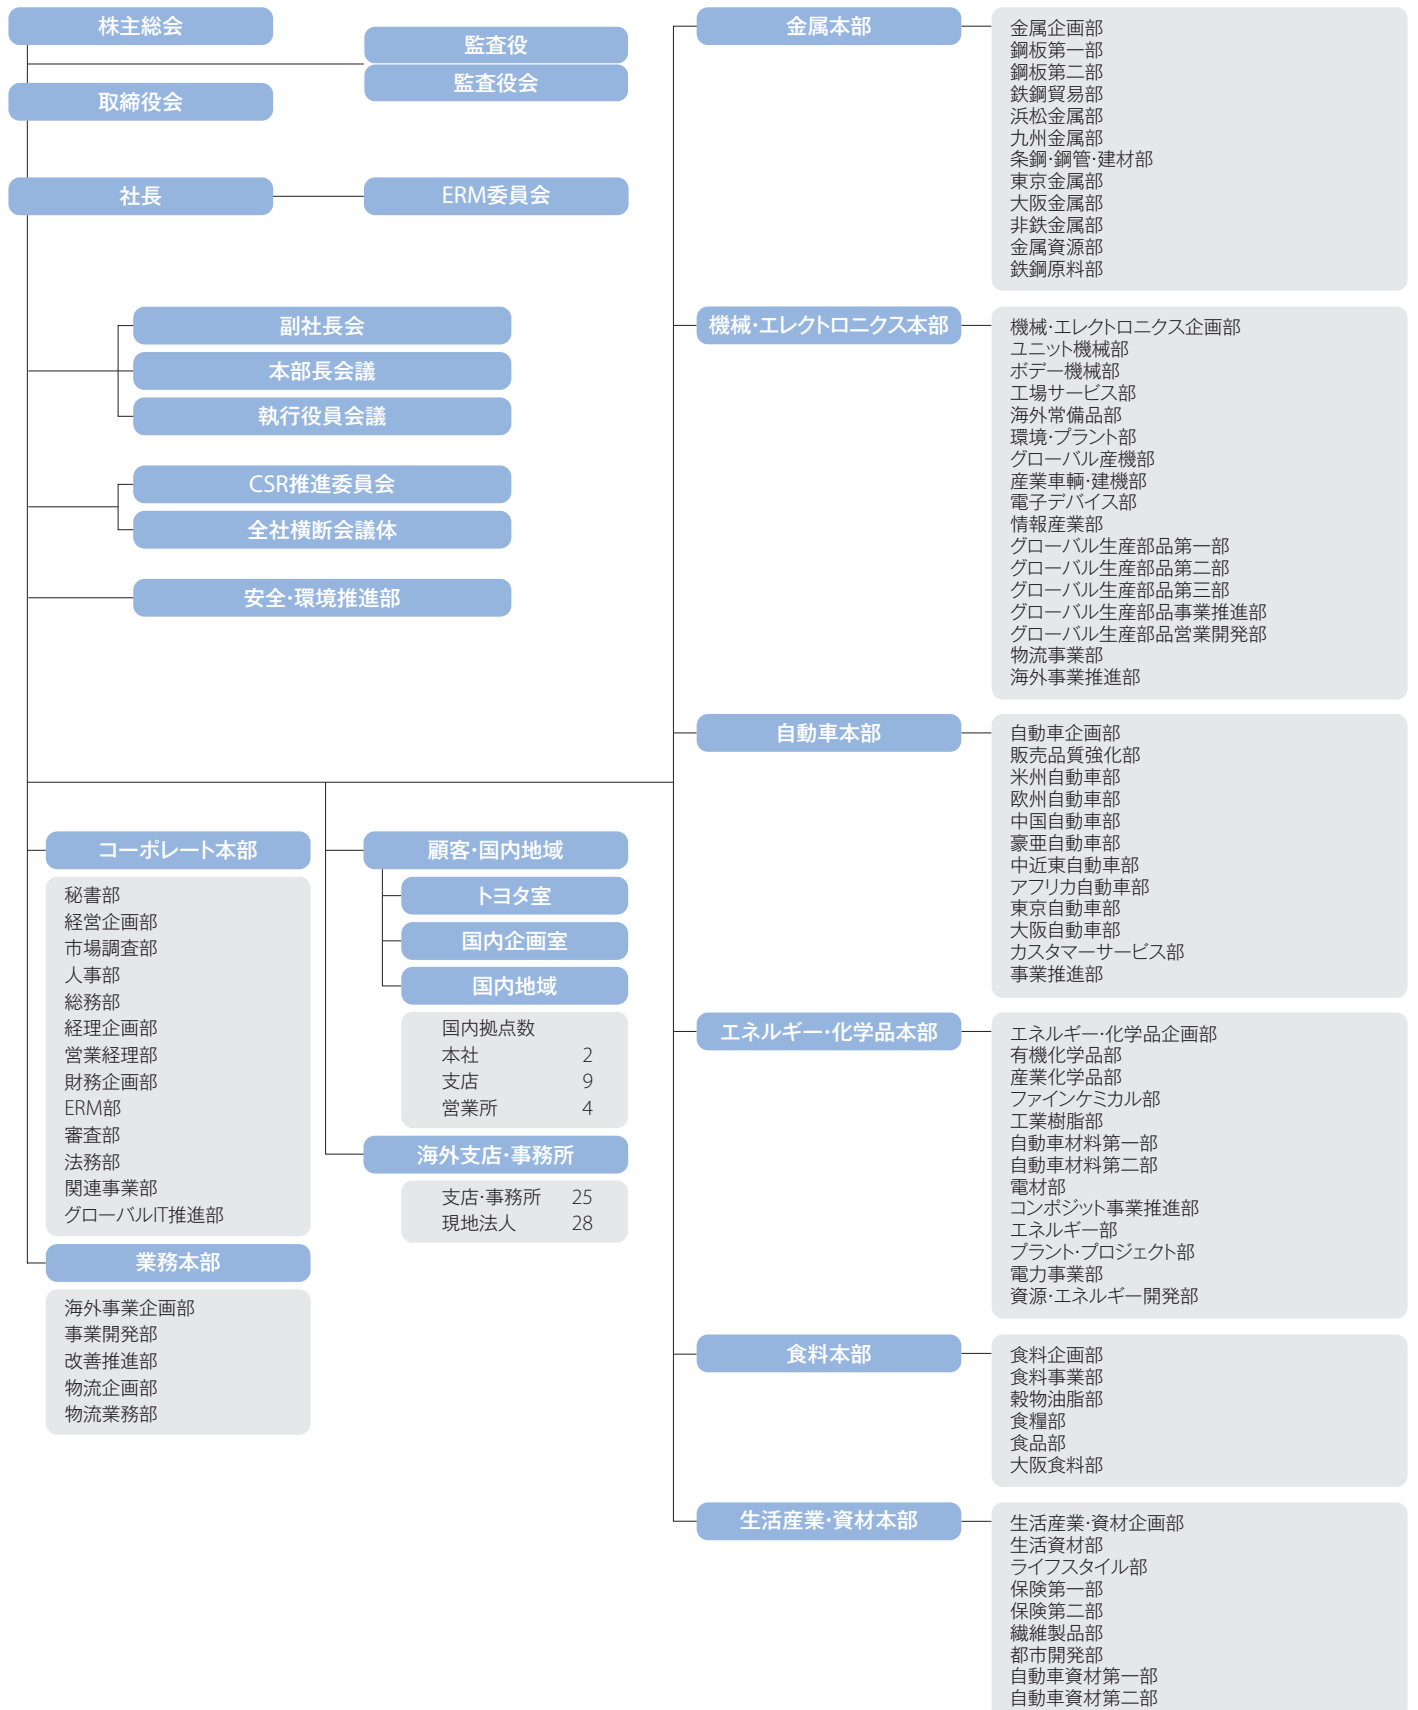 株主総会
監査役
監査役会
取締役会
社長
ERM委員会
副社長会
本部長会議
執行役員会議
CSR推進委員会
全社横断会議体
安全・環境推進部
コーポレート本部
秘書部
経営企画部
市場調査部
人事部
総務部
経理企画部
営業経理部
財務企画部
ERM部
審査部
法務部
関連事業部
グローバルIT推進部
業務本部
海外事業企画部
事業開発部
改善推進部
物流企画部
物流業務部
顧客・国内地域
トヨタ室
国内企画室
国内地域
国内拠点数
本社 2
支店 9
営業所 4
海外支店・事務所
支店・事務所 25
現地法人 28
金属本部
金属企画部
鋼板第一部
鋼板第二部
鉄鋼貿易部
浜松金属部
九州金属部
条鋼・鋼管・建材部
東京金属部
大阪金属部
非鉄金属部
金属資源部
鉄鋼原料部
機械・エレクトロニクス本部
機械・エレクトロニクス企画部
ユニット機械部
ボデー機械部
工場サービス部
海外常備品部
環境・プラント部
グローバル産機部
産業車輌・建機部
電子デバイス部
情報産業部
グローバル生産部品第一部
グローバル生産部品第二部
グローバル生産部品第三部
グローバル生産部品事業推進部
グローバル生産部品営業開発部
物流事業部
海外事業推進部
自動車本部
自動車企画部
販売品質強化部
米州自動車部
欧州自動車部
中国自動車部
豪亜自動車部
中近東自動車部
アフリカ自動車部
東京自動車部
大阪自動車部
カスタマーサービス部
事業推進部
エネルギー・化学品本部
エネルギー・化学品企画部
有機化学品部
産業化学品部
ファインケミカル部
工業樹脂部
自動車材料第一部
自動車材料第二部
電材部
コンポジット事業推進部
エネルギー部
プラント・プロジェクト部
電力事業部
資源・エネルギー開発部
食料本部
食料企画部
食料事業部
穀物油脂部
食糧部
食品部
大阪食料部
生活産業・資材本部
生活産業・資材企画部
生活資材部
ライフスタイル部
保険第一部
保険第二部
繊維製品部
都市開発部
自動車資材第一部
自動車資材第二部